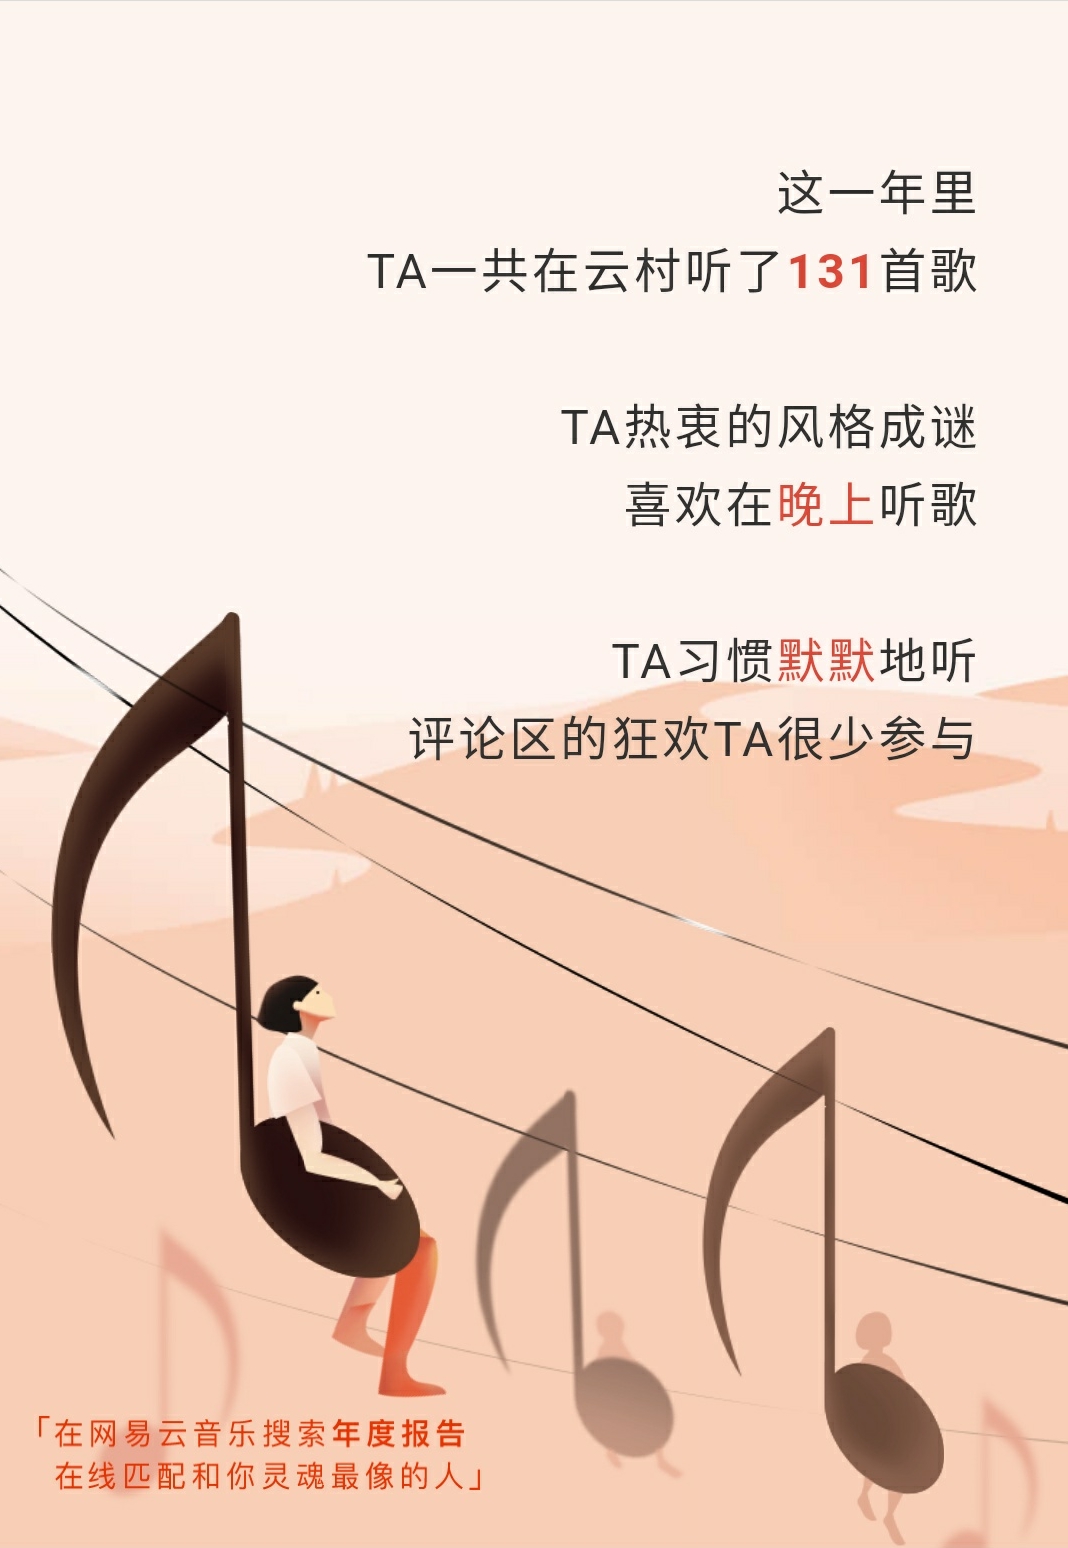 这一年里
TA一共在云村听了131首歌
TA热衷的风格成谜
喜欢在晚上听歌
TA习惯默默地听
评论区的狂欢TA很少参与
「在网易云音乐搜索年度报告
在线匹配和你灵魂最像的人」